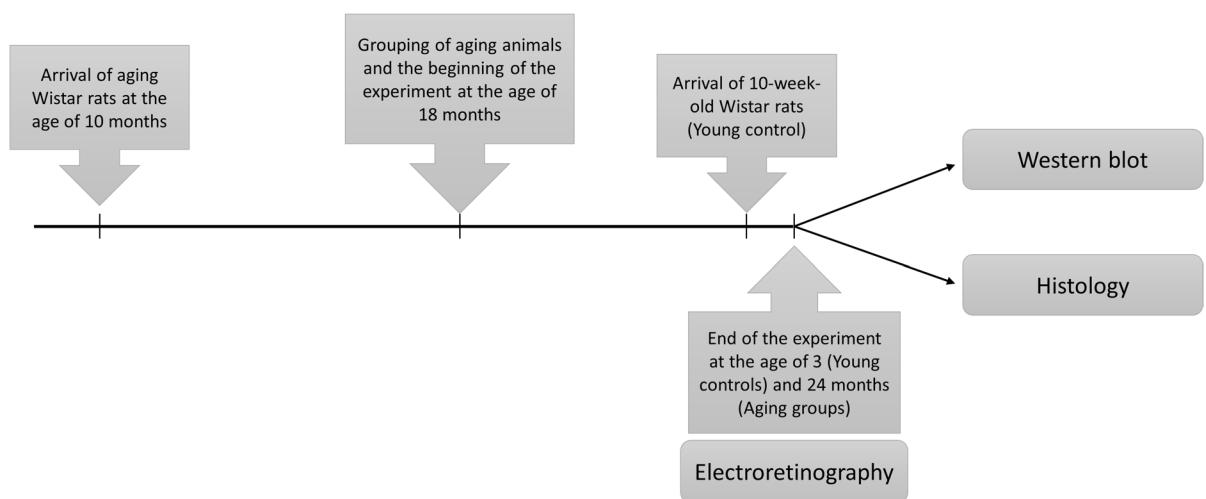 Arrival of aging
Wistar rats at the
age of 10 months
Grouping of aging animals
and the beginning of the
experiment at the age of
18 months
Arrival of 10-week-
old Wistar rats
(Young control)
Western blot
Histology
End of the experiment
at the age of 3 (Young
controls) and 24 months
(Aging groups)
Electroretinography